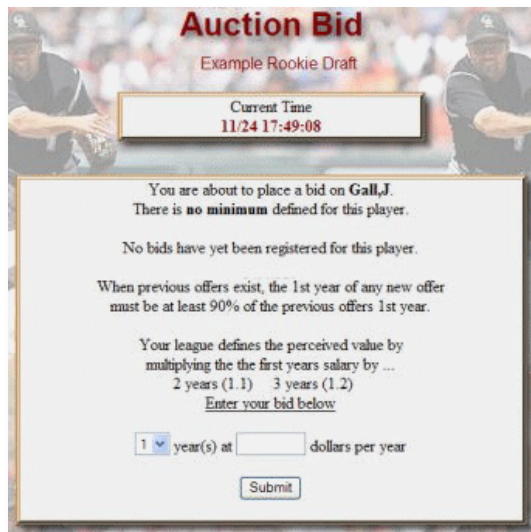 Auction Bid
Example Rookie Draft
Current Time
11/24 17:49:08
You are about to place a bid on Gall,J.
There is no minimum defined for this player.
No bids have yet been registered for this player.
When previous offers exist, the 1st year of any new offer
must be at least 90% of the previous offers 1st year.
Your league defines the perceived value by
multiplying the the first years salary by ...
2 years (1.1) 3 years (1.2)
Enter your bid below
1 year(s) at dollars per year
Submit